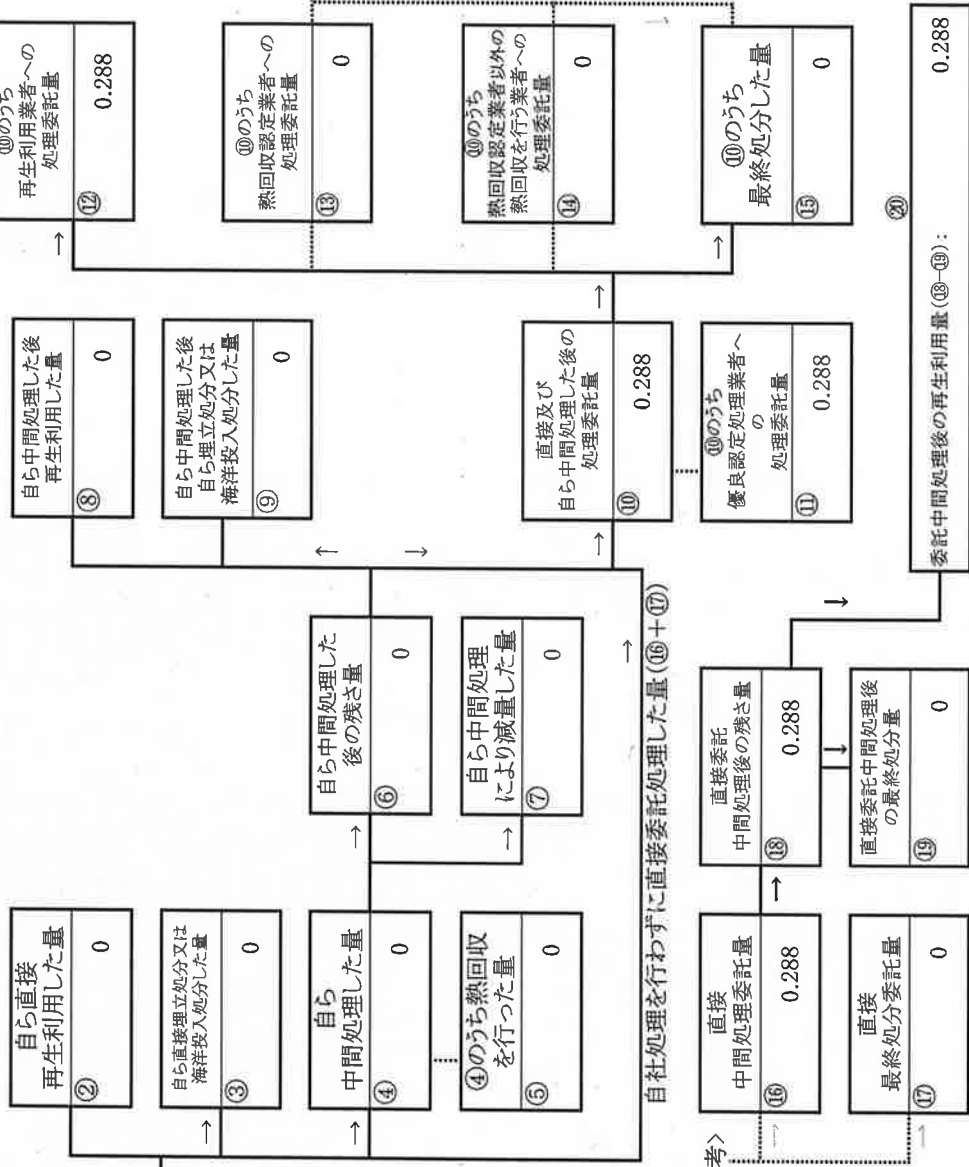 自ら直接
再生利用した量
② 0
自ら直接埋立処分又は
海洋投入処分した量
③ 0
自ら
中間処理した量
④ 0
④のうち熱回収
を行った量
⑤ 0
自ら中間処理した
後の残さ量
⑥ 0
自ら中間処理
により減量した量
⑦ 0
自ら中間処理した後
再生利用した量
⑧ 0
自ら中間処理した後
自ら埋立処分又は
海洋投入処分した量
⑨ 0
直接及び
自ら中間処理した後の
処理委託量
⑩ 0.288
⑩のうち
優良認定処理業者へ
の
処理委託量
⑪ 0.288
⑩のうち
再生利用業者への
処理委託量
⑫ 0.288
⑩のうち
熱回収認定業者への
処理委託量
⑬ 0
⑩のうち
熱回収認定業者以外の
熱回収を行う業者への
処理委託量
⑭ 0
⑩のうち
最終処分した量
⑮ 0
自社処理を行わずに直接委託処理した量(⑯+⑰)
考>
直接
中間処理委託量
⑯ 0.288
直接
最終処分委託量
⑰ 0
直接委託
中間処理後の残さ量
⑱ 0.288
直接委託中間処理後
の最終処分量
⑲ 0
⑳
委託中間処理後の再生利用量(⑱-⑲): 0.288